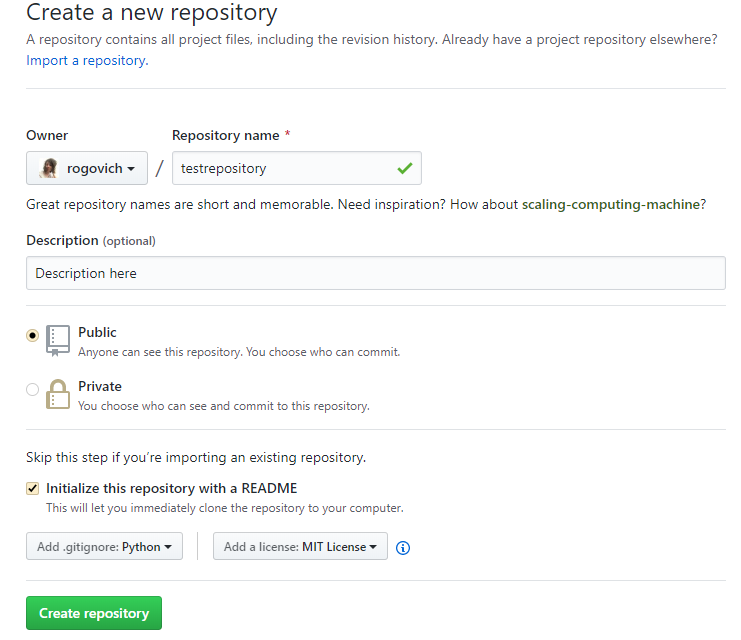 Create a new repository
A repository contains all project files, including the revision history. Already have a project repository elsewhere?
Import a repository.
Owner
Repository name *
rogovich
/
testrepository
Great repository names are short and memorable. Need inspiration? How about scaling-computing-machine?
Description (optional)
Description here
Public
Anyone can see this repository. You choose who can commit.
Private
You choose who can see and commit to this repository.
Skip this step if you’re importing an existing repository.
Initialize this repository with a README
This will let you immediately clone the repository to your computer.
Add .gitignore: Python
Add a license: MIT License
Create repository